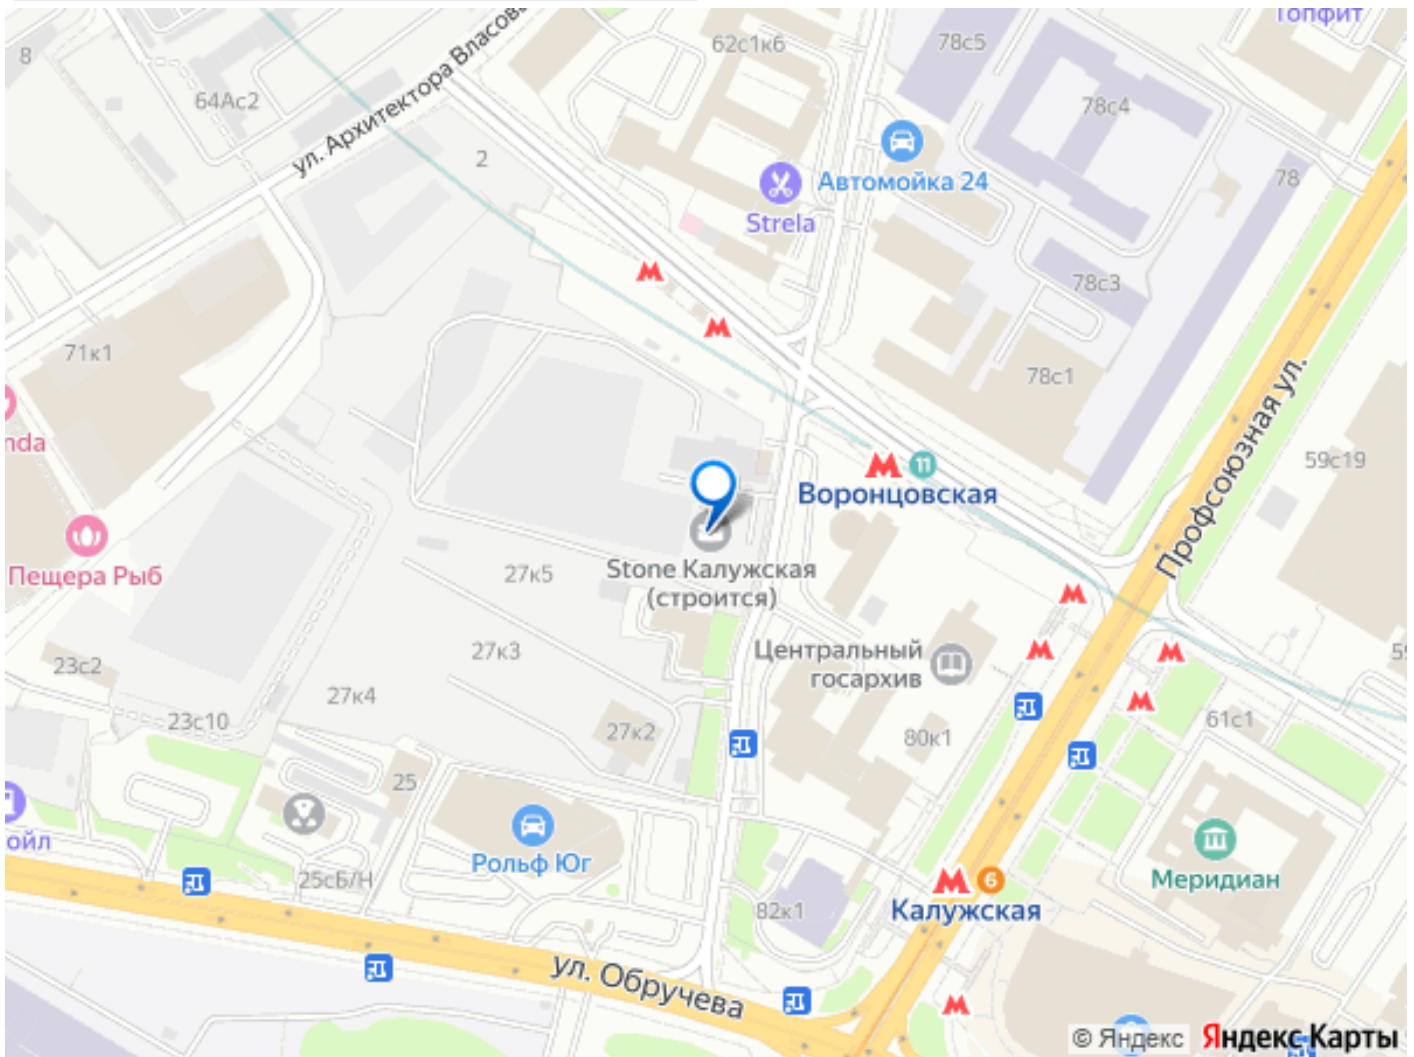 Топфит
8
62с1к6
78с5
64Ас2
ул. Архитектора Власова
78с4
2
Автомойка 24
78
Strela
78с3
71к1
78с1
Профсоюзная ул.
nda
59с19
11
Воронцовская
Пещера Рыб
27к5
Stone Калужская
(строится)
23с2
27к3
Центральный
госархив
27к4
23с10
27к2
80к1
61с1
25
ойл
Рольф Юг
25сБ/Н
6
Меридиан
82к1
Калужская
ул. Обручева
© Яндекс
Яндекс Карты